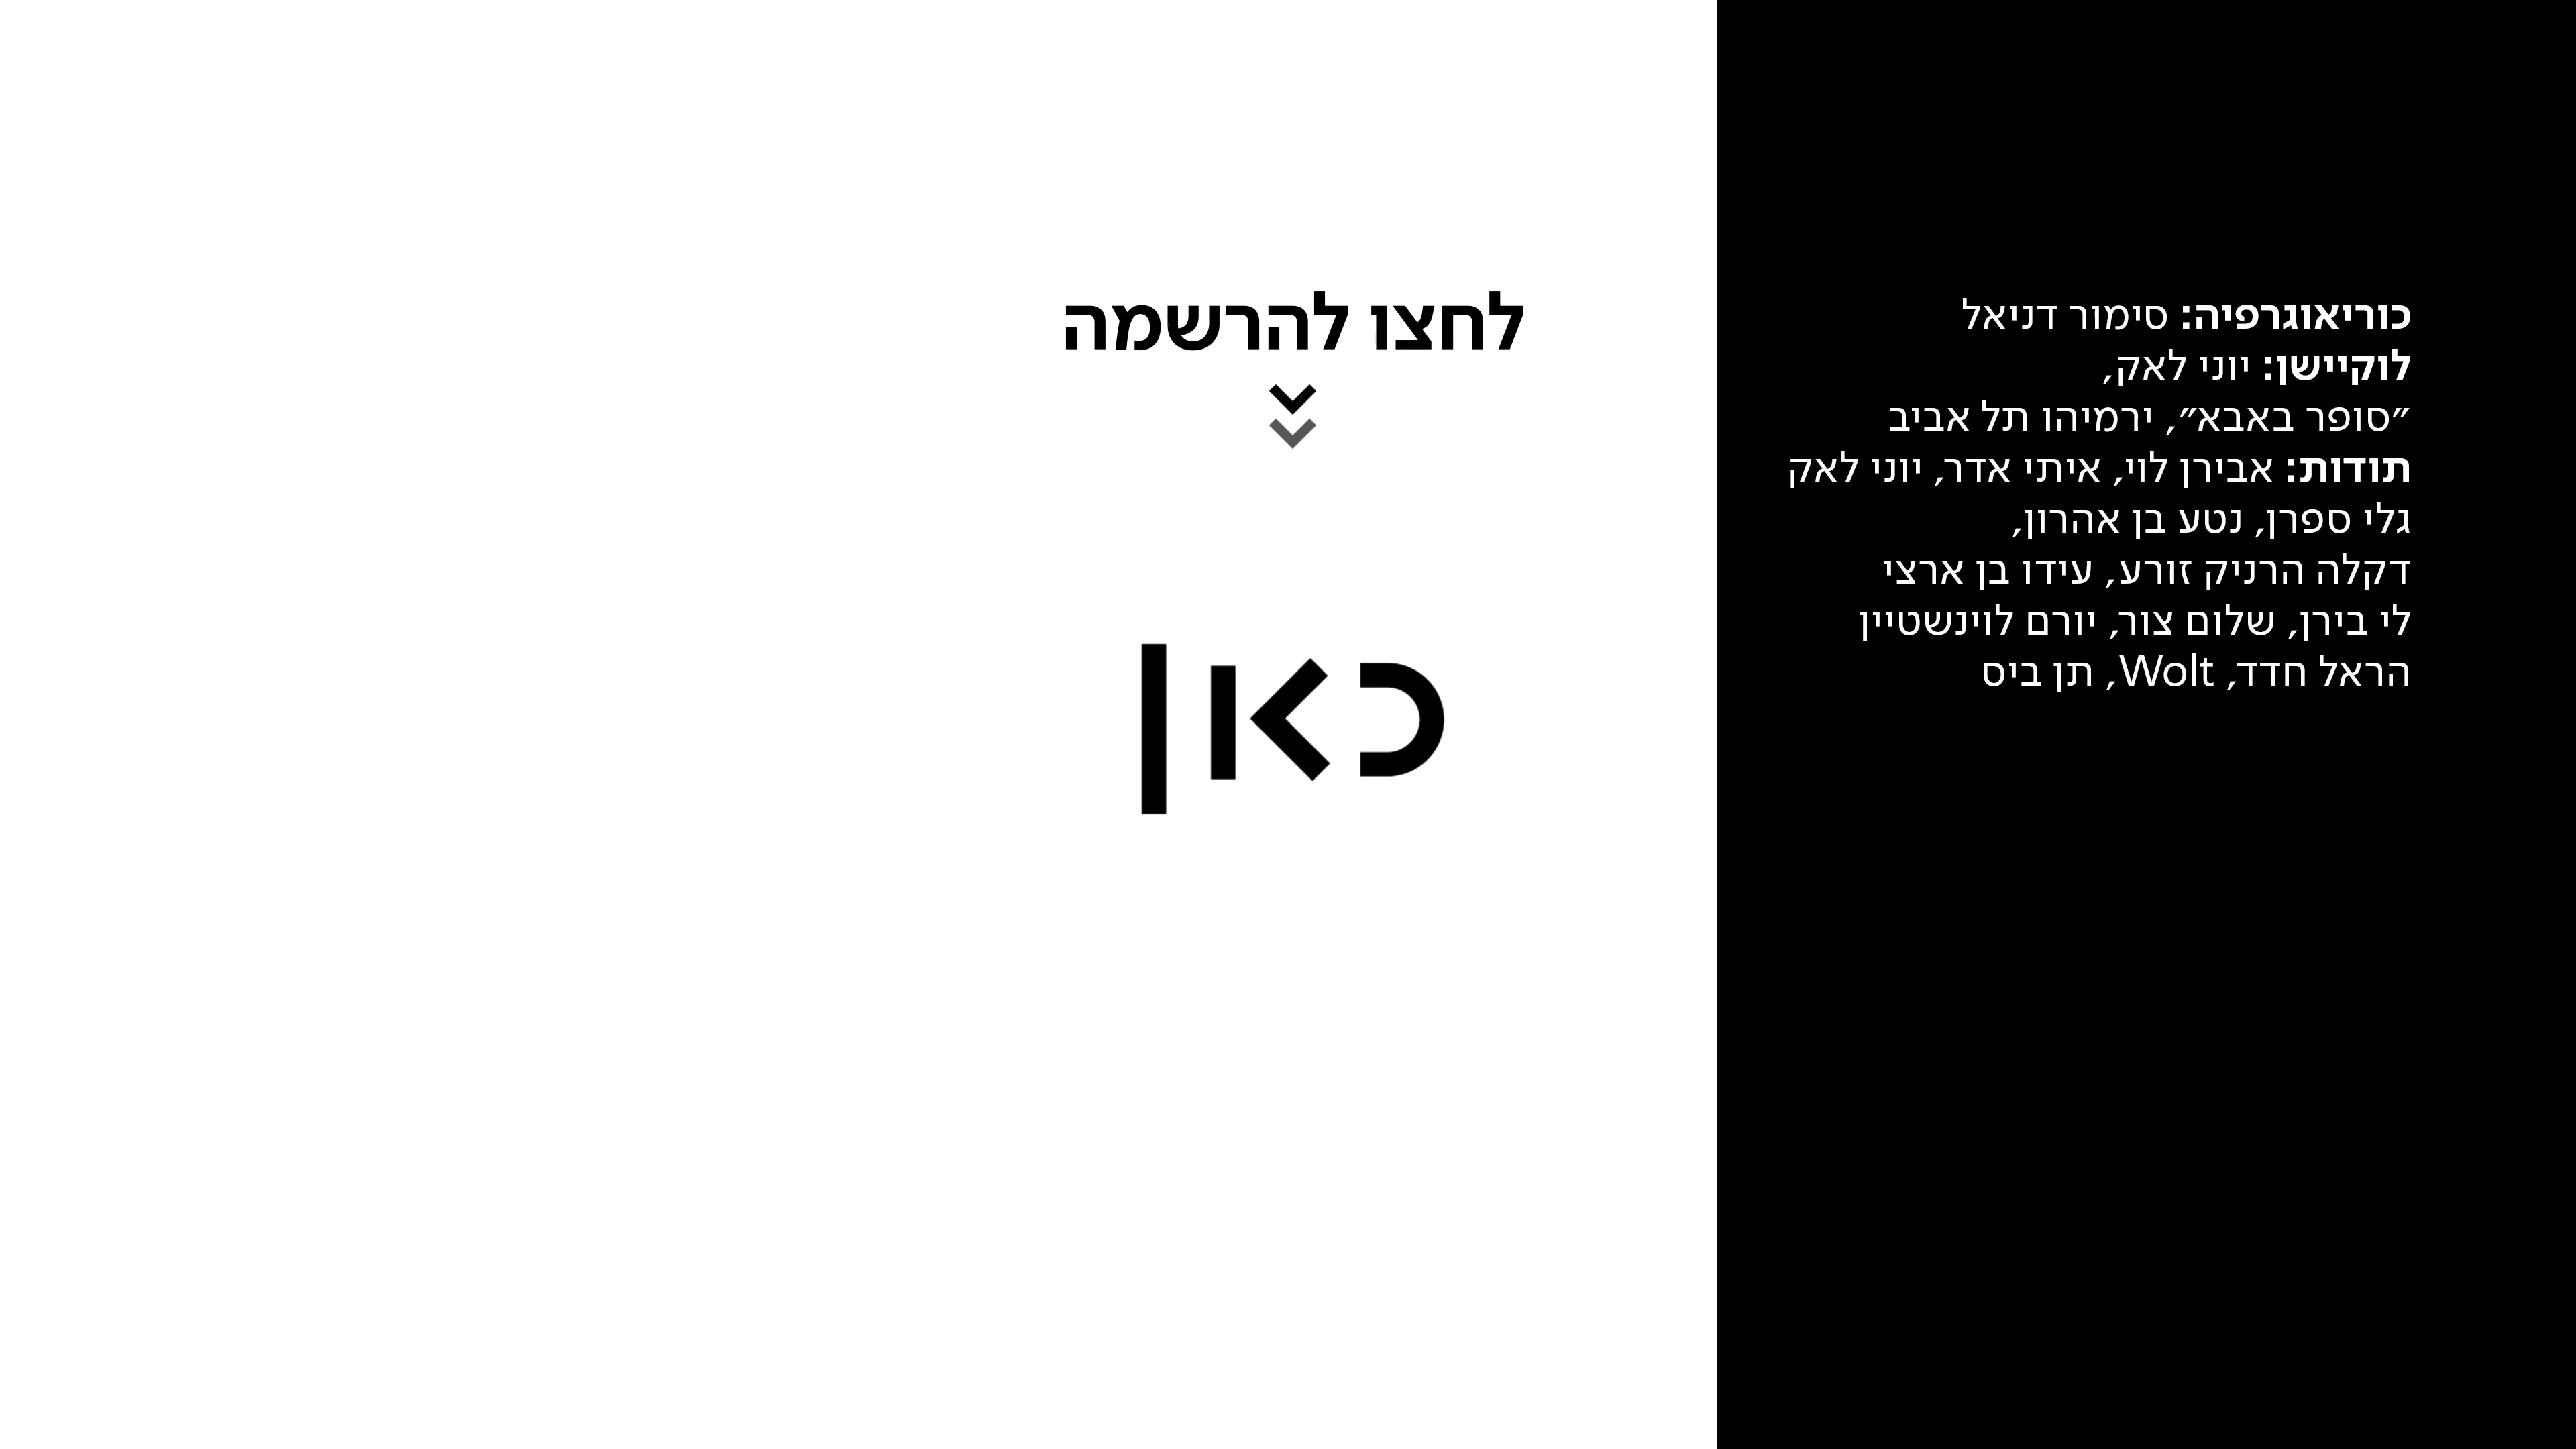 כוריאוגרפיה: סימור דניאל
לוקיישן: יוני לאק,
״סופר באבא״, ירמיהו תל אביב
תודות: אבירן לוי, איתי אדר, יוני לאק
גלי ספרן, נטע בן אהרון,
דקלה הרניק זורע, עידו בן ארצי
לי בירן, שלום צור, יורם לוינשטיין
הראל חדד, Wolt, תן ביס
לחצו להרשמה
כאן